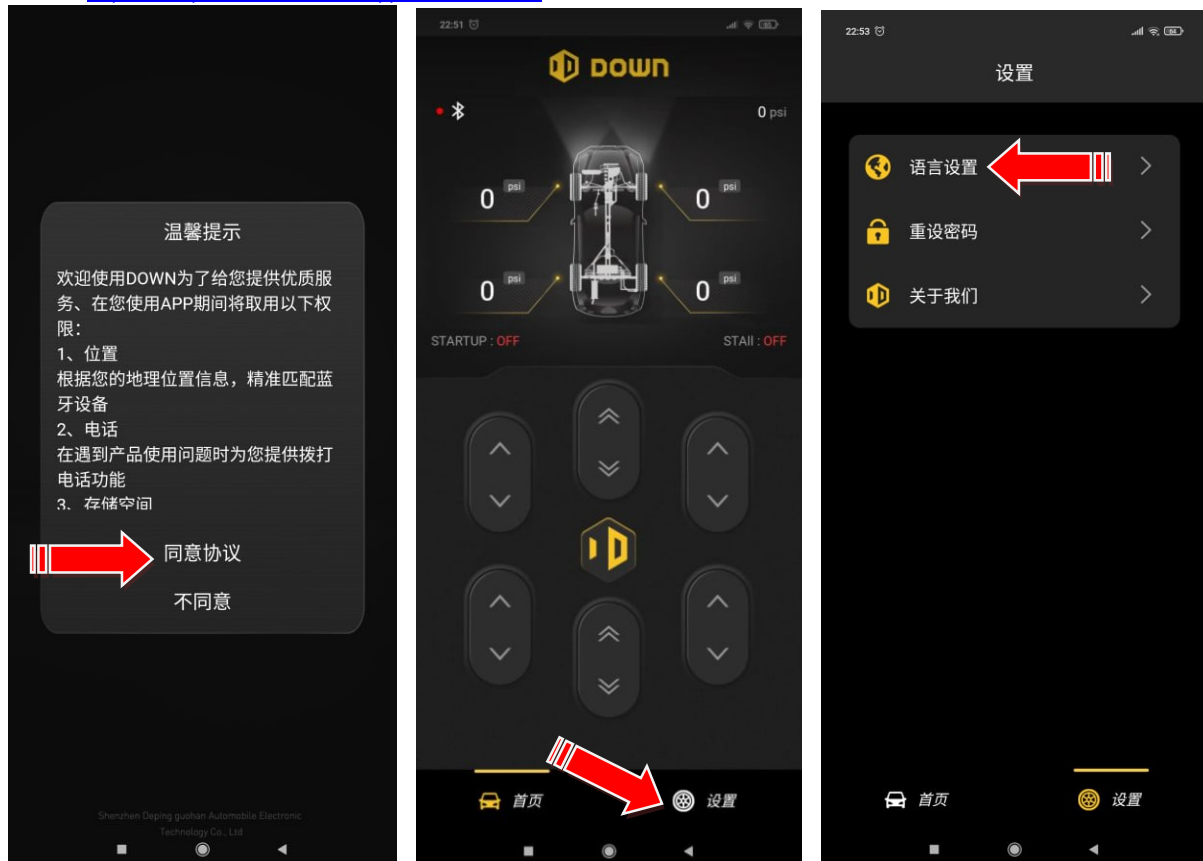 温馨提示
欢迎使用DOWN为了给您提供优质服
务、在您使用APP期间将取用以下权
限：
1、位置
根据您的地理位置信息，精准匹配蓝
牙设备
2、电话
在遇到产品使用问题时为您提供拨打
电话功能
3、存储空间
同意协议
不同意
Shenzhen Deping guohan Automobile Electronic
Technology Co., Ltd
22:51
DOWN
0 psi
0 psi
0 psi
0 psi
0 psi
STARTUP : OFF
STAII : OFF
首页
设置
22:53
设置
语言设置
重设密码
关于我们
首页
设置